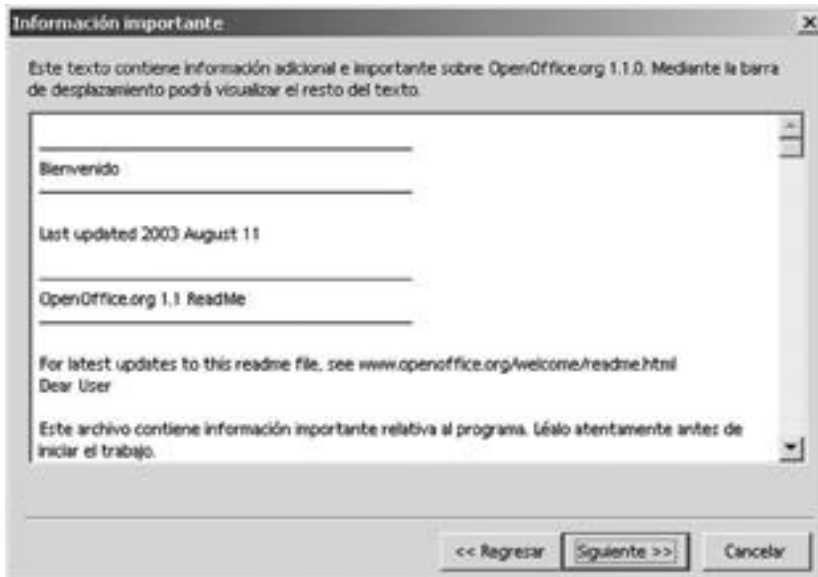 Información importante
Este texto contiene información adicional e importante sobre OpenOffice.org 1.1.0. Mediante la barra
de desplazamiento podrá visualizar el resto del texto.
Bienvenido
Last updated 2003 August 11
OpenOffice.org 1.1 ReadMe
For latest updates to this readme file, see www.openoffice.org/welcome/readme.html
Dear User
Este archivo contiene información importante relativa al programa. Léalo atentamente antes de
iniciar el trabajo.
<< Regresar Siguiente >> Cancelar